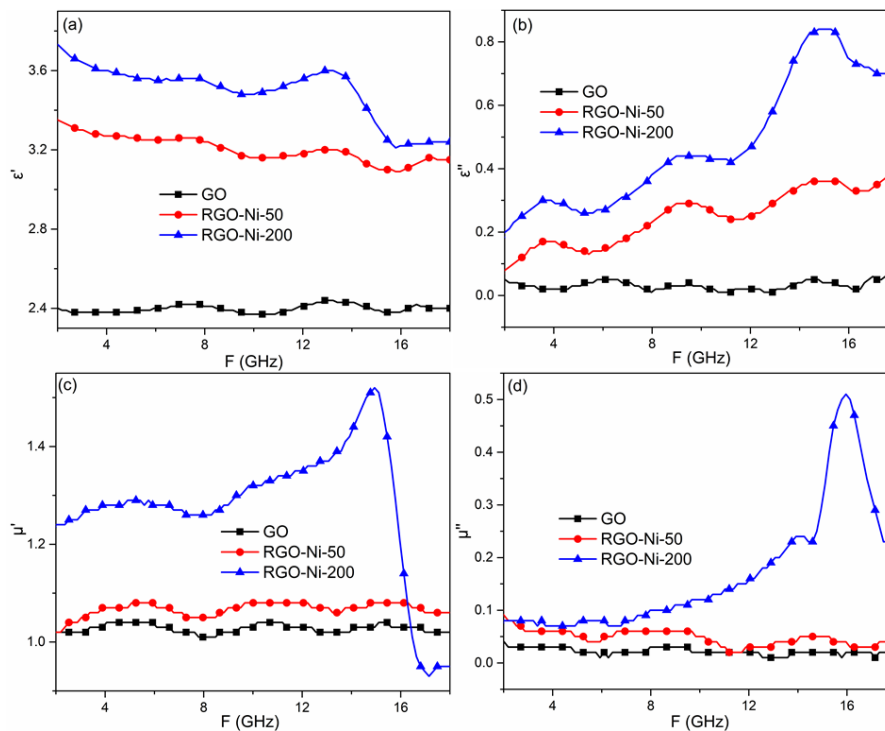 (a)
3.6
3.2
2.8
2.4
ε'
GO
RGO-Ni-50
RGO-Ni-200
4
8
12
16
F (GHz)
(b)
0.8
0.6
0.4
0.2
0.0
ε''
GO
RGO-Ni-50
RGO-Ni-200
4
8
12
16
F (GHz)
(c)
1.4
1.2
1.0
μ'
GO
RGO-Ni-50
RGO-Ni-200
4
8
12
16
F (GHz)
(d)
0.5
0.4
0.3
0.2
0.1
0.0
μ''
GO
RGO-Ni-50
RGO-Ni-200
4
8
12
16
F (GHz)